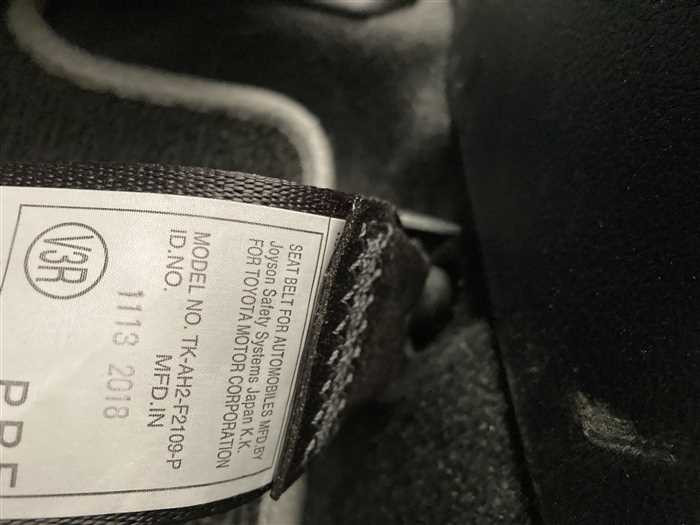 SEAT BELT FOR AUTOMOBILES MFD.BY
Joyson Safety Systems Japan K.K.
FOR TOYOTA MOTOR CORPORATION
MODEL NO. TK-AH2-F2109-P
ID.NO. MFD.IN
1113 2018
V3R